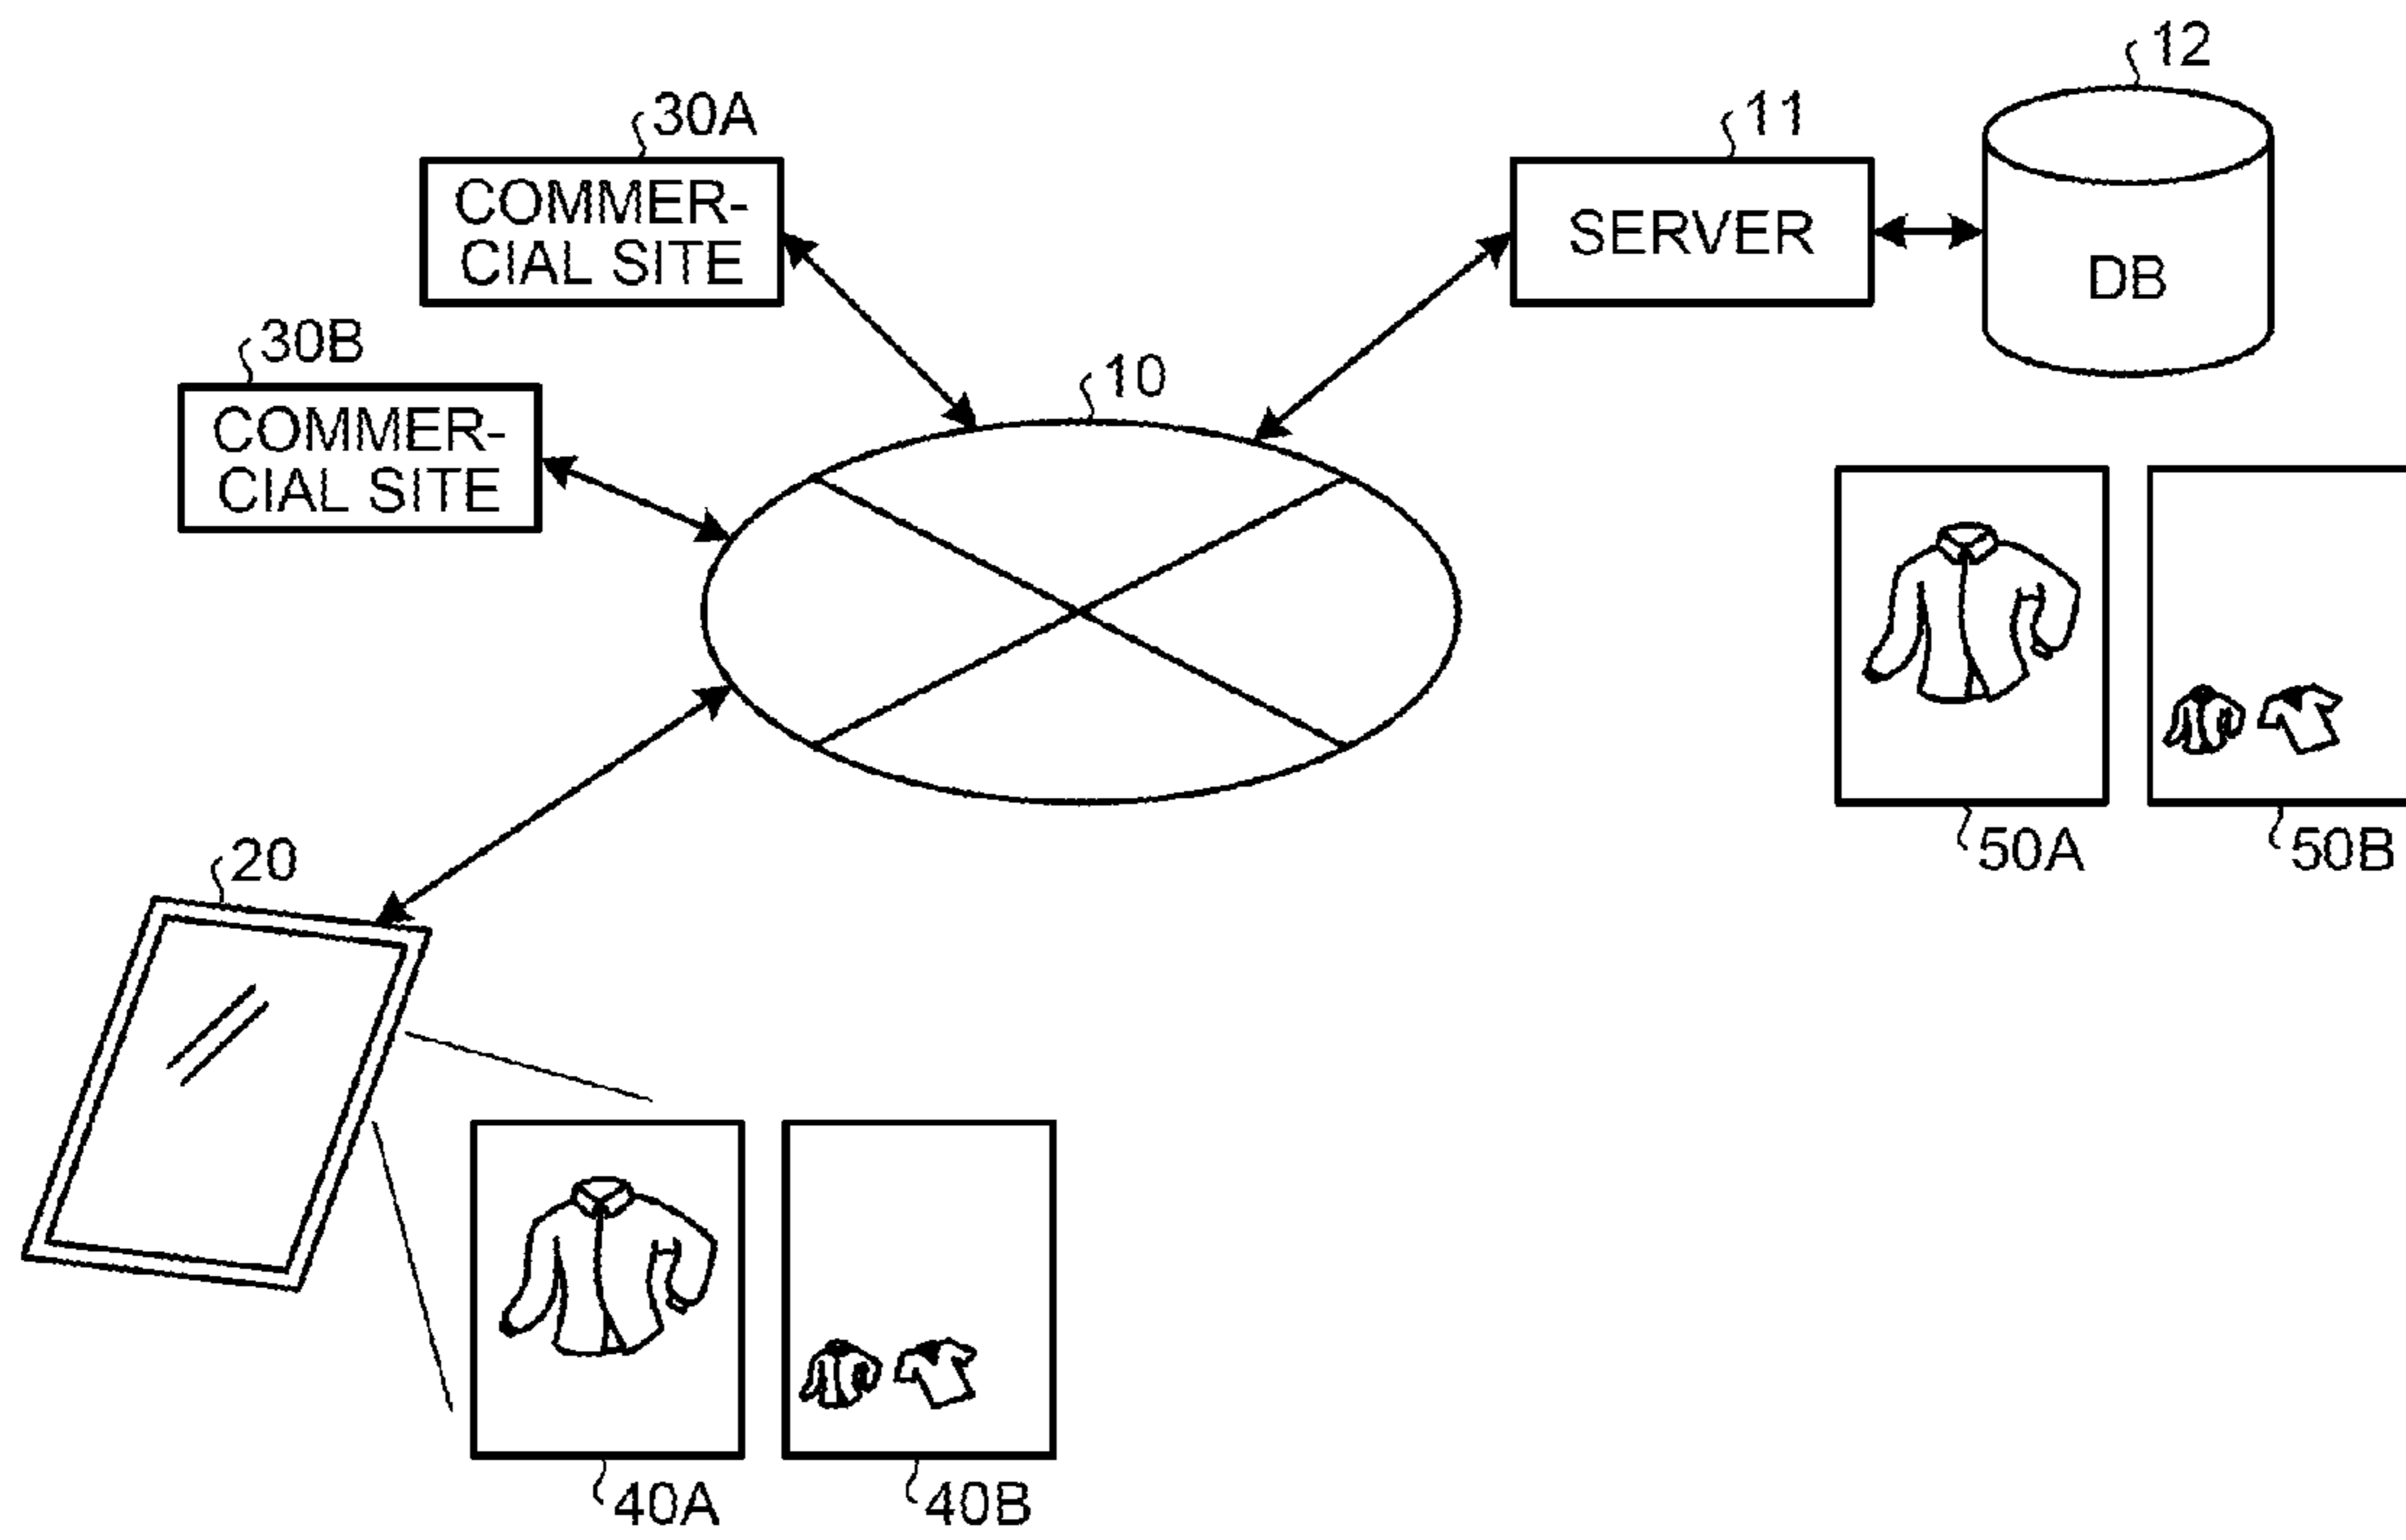 12
30A
11
COMMER-
CIAL SITE
SERVER
DB
30B
COMMER-
CIAL SITE
10
50A
50B
20
40A
40B